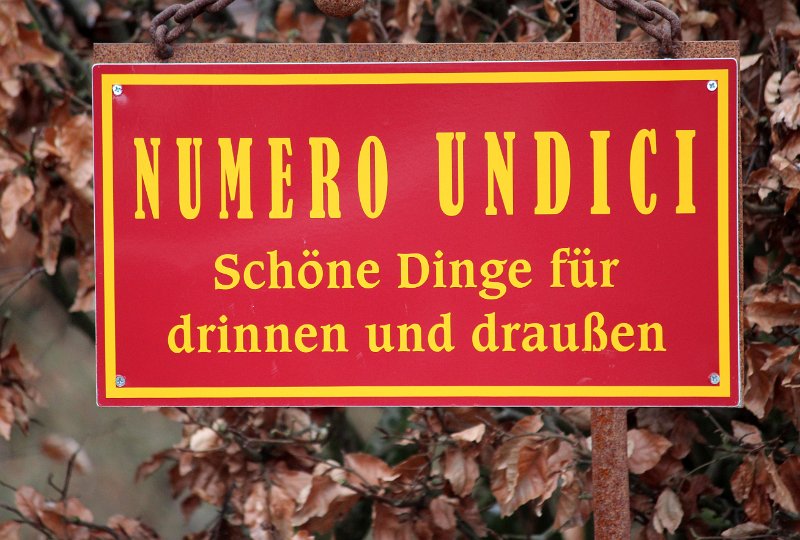 NUMERO UNDICI
Schöne Dinge für
drinnen und draußen